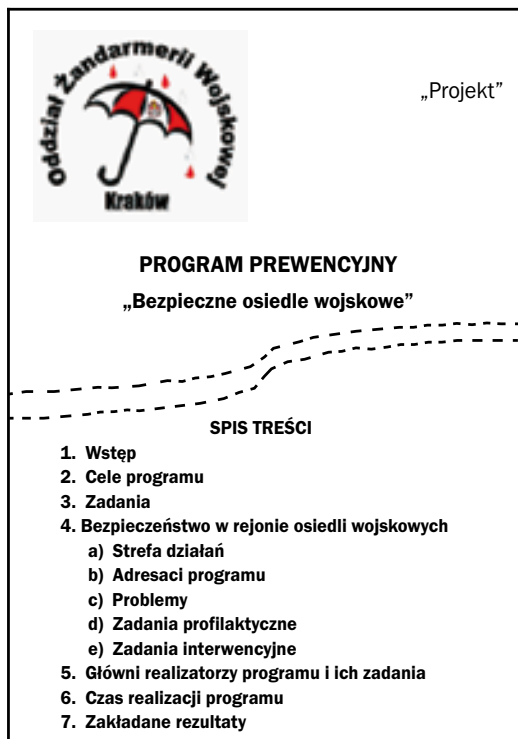 Oddział Żandarmerii Wojskowej
Kraków
„Projekt”
PROGRAM PREWENCYJNY
„Bezpieczne osiedle wojskowe”
SPIS TREŚCI
1. Wstęp
2. Cele programu
3. Zadania
4. Bezpieczeństwo w rejonie osiedli wojskowych
a) Strefa działań
b) Adresaci programu
c) Problemy
d) Zadania profilaktyczne
e) Zadania interwencyjne
5. Główni realizatorzy programu i ich zadania
6. Czas realizacji programu
7. Zakładane rezultaty